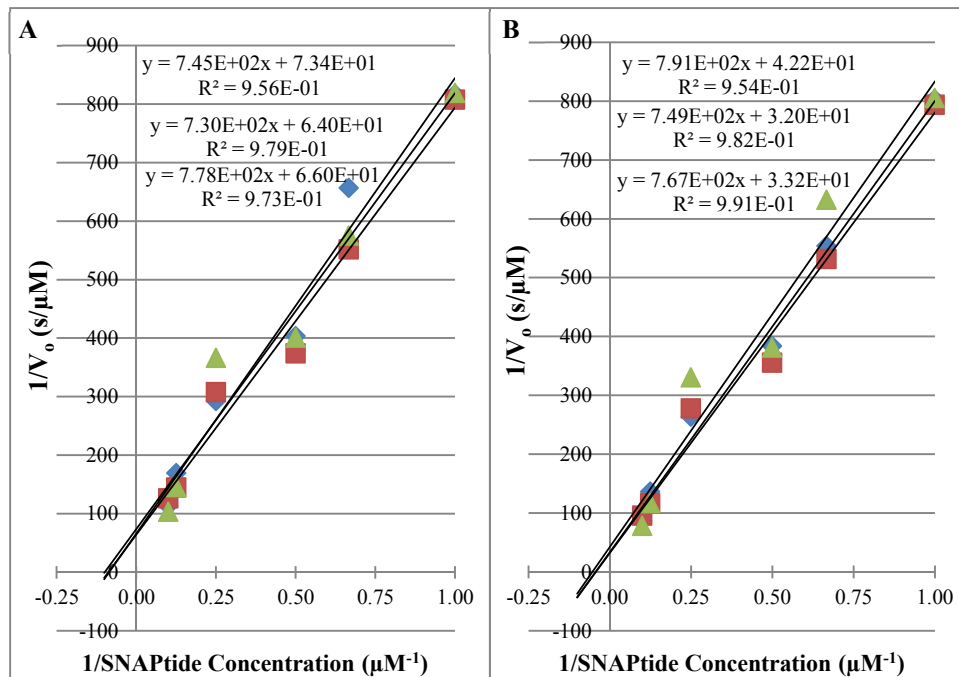 A
900
800
700
600
500
400
300
200
100
0
-100
y = 7.45E+02x + 7.34E+01
R² = 9.56E-01
y = 7.30E+02x + 6.40E+01
R² = 9.79E-01
y = 7.78E+02x + 6.60E+01
R² = 9.73E-01
1/Vₒ (s/µM)
-0.25 0.00 0.25 0.50 0.75 1.00
1/SNAPtide Concentration (µM⁻¹)
B
900
800
700
600
500
400
300
200
100
0
-100
y = 7.91E+02x + 4.22E+01
R² = 9.54E-01
y = 7.49E+02x + 3.20E+01
R² = 9.82E-01
y = 7.67E+02x + 3.32E+01
R² = 9.91E-01
1/Vₒ (s/µM)
-0.25 0.00 0.25 0.50 0.75 1.00
1/SNAPtide Concentration (µM⁻¹)